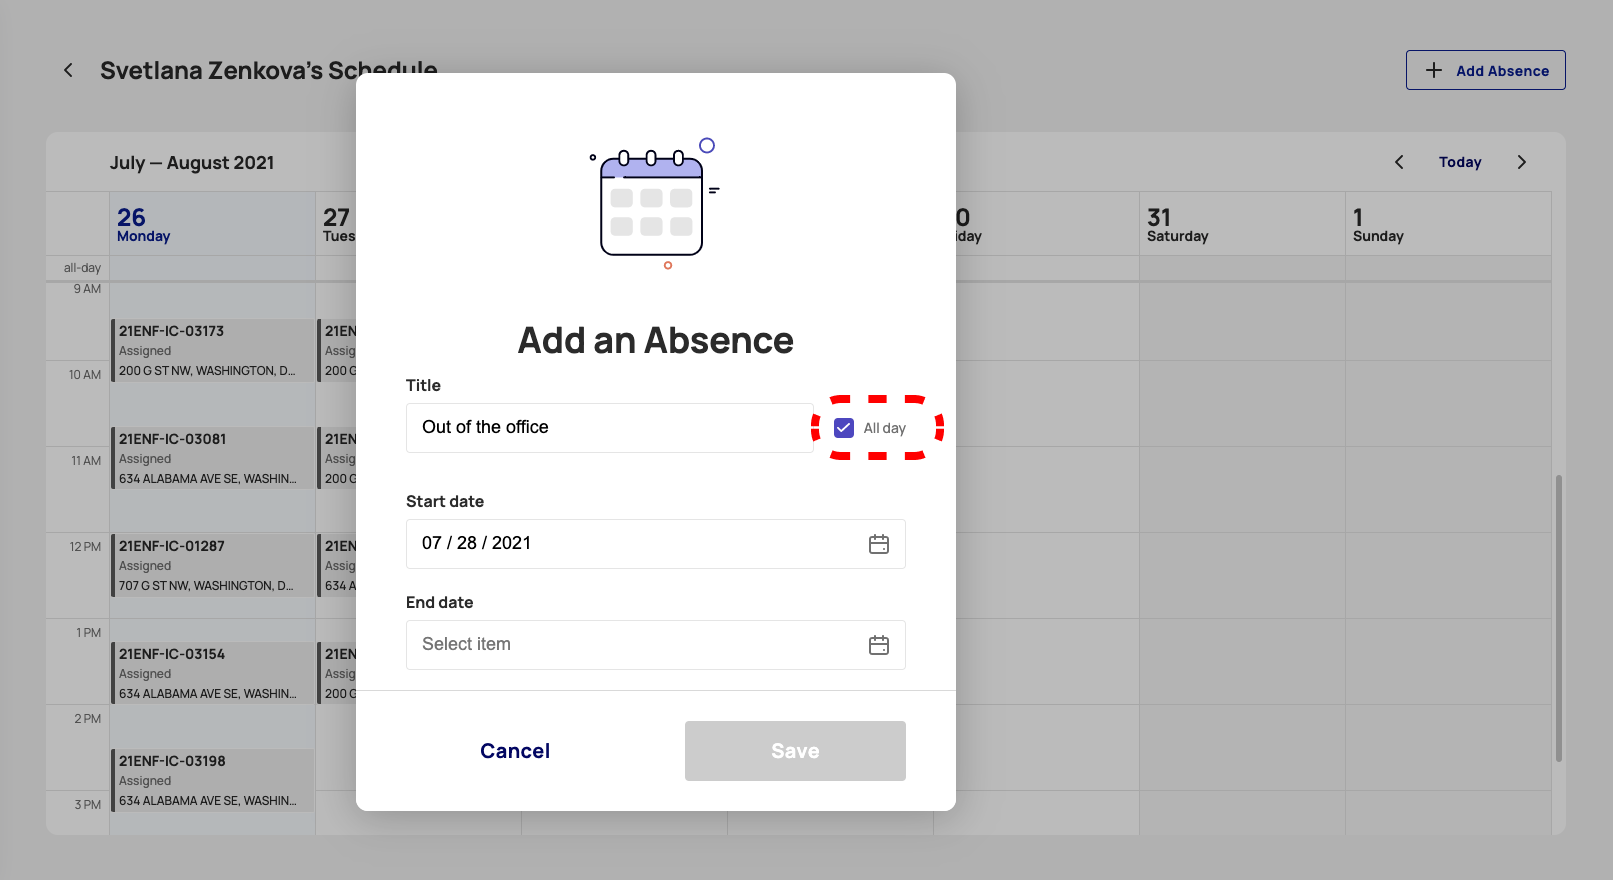 Svetlana Zenkova's Schedule
Add Absence
July — August 2021
Today
26
Monday
27
Tues
31
Saturday
1
Sunday
all-day
9 AM
10 AM
11 AM
12 PM
1 PM
2 PM
3 PM
21ENF-IC-03173
Assigned
200 G ST NW, WASHINGTON, D...
21ENF-IC-03081
Assigned
634 ALABAMA AVE SE, WASHIN...
21ENF-IC-01287
Assigned
707 G ST NW, WASHINGTON, D...
21ENF-IC-03154
Assigned
634 ALABAMA AVE SE, WASHIN...
21ENF-IC-03198
Assigned
634 ALABAMA AVE SE, WASHIN...
21EN
Assig
200 G
21EN
Assig
200 G
21EN
Assig
634 A
21EN
Assig
200 G
0
iday
Add an Absence
Title
Out of the office
All day
Start date
07 / 28 / 2021
End date
Select item
Cancel
Save